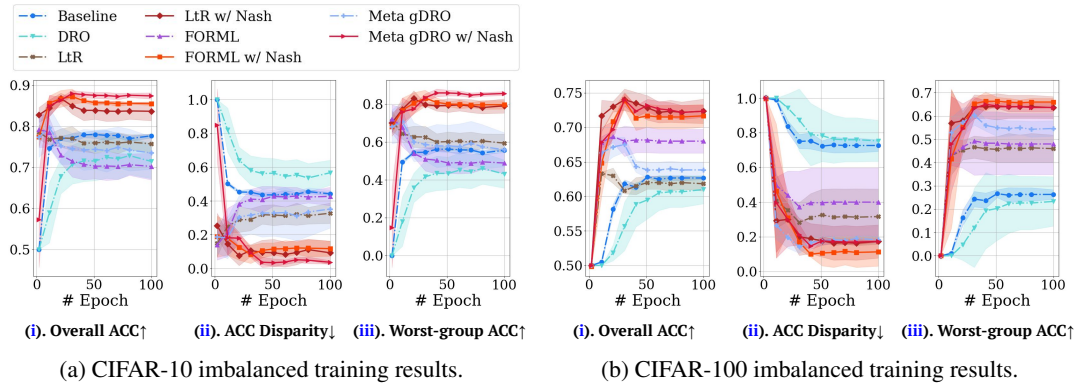 Baseline
DRO
LtR
LtR w/ Nash
FORML
FORML w/ Nash
Meta gDRO
Meta gDRO w/ Nash
0.9
0.8
0.7
0.6
0.5
0 50 100
# Epoch
(i). Overall ACC↑
1.0
0.8
0.6
0.4
0.2
0.0
0 50 100
# Epoch
(ii). ACC Disparity↓
0.8
0.6
0.4
0.2
0.0
0 50 100
# Epoch
(iii). Worst-group ACC↑
(a) CIFAR-10 imbalanced training results.
0.75
0.70
0.65
0.60
0.55
0.50
0 50 100
# Epoch
(i). Overall ACC↑
1.0
0.8
0.6
0.4
0.2
0.0
0 50 100
# Epoch
(ii). ACC Disparity↓
0.7
0.6
0.5
0.4
0.3
0.2
0.1
0.0
0 50 100
# Epoch
(iii). Worst-group ACC↑
(b) CIFAR-100 imbalanced training results.